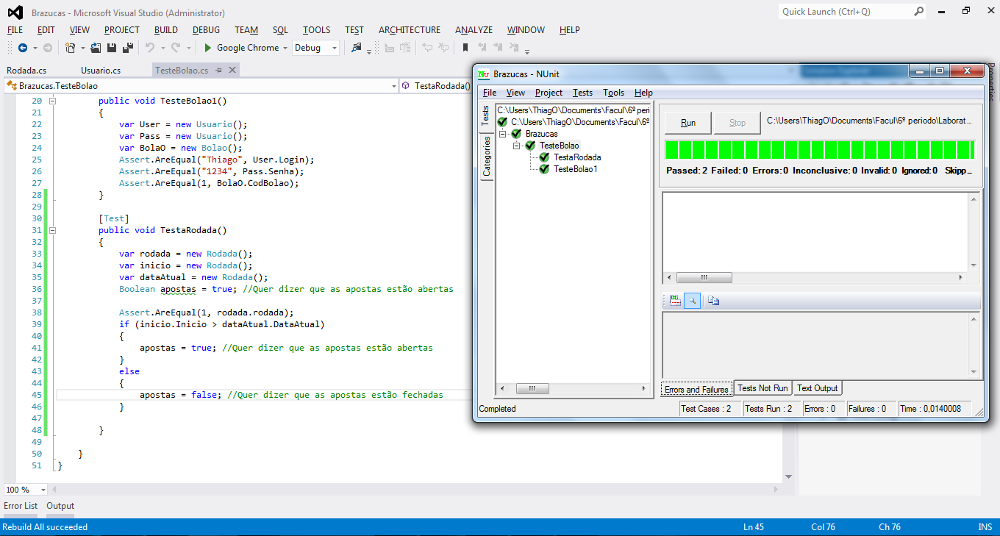 Brazucas - Microsoft Visual Studio (Administrator)
Quick Launch (Ctrl+Q)
FILE EDIT VIEW PROJECT BUILD DEBUG TEAM SQL TOOLS TEST ARCHITECTURE ANALYZE WINDOW HELP
Google Chrome Debug
Rodada.cs Usuario.cs TesteBolao.cs
Brazucas.TesteBolao TestaRodada()
20 public void TesteBolao1()
21 {
22 var User = new Usuario();
23 var Pass = new Usuario();
24 var BolaO = new Bolao();
25 Assert.AreEqual("Thiago", User.Login);
26 Assert.AreEqual("1234", Pass.Senha);
27 Assert.AreEqual(1, BolaO.CodBolao);
28 }
29
30 [Test]
31 public void TestaRodada()
32 {
33 var rodada = new Rodada();
34 var inicio = new Rodada();
35 var dataAtual = new Rodada();
36 Boolean apostas = true; //Quer dizer que as apostas estão abertas
37
38 Assert.AreEqual(1, rodada.rodada);
39 if (inicio.Inicio > dataAtual.DataAtual)
40 {
41 apostas = true; //Quer dizer que as apostas estão abertas
42 }
43 else
44 {
45 apostas = false; //Quer dizer que as apostas estão fechadas
46 }
47
48 }
49
50 }
51 }
100 %
Error List Output
Rebuild All succeeded Ln 45 Col 76 Ch 76 INS
Properties
Brazucas - NUnit
File View Project Tests Tools Help
Tests
Categories
C:\Users\ThiagO\Documents\Facul\6º peri
C:\Users\ThiagO\Documents\Facul\6º
Brazucas
TesteBolao
TestaRodada
TesteBolao1
Run Stop C:\Users\ThiagO\Documents\Facul\6º periodo\Laborat...
Passed: 2 Failed: 0 Errors: 0 Inconclusive: 0 Invalid: 0 Ignored: 0 Skipp...
Errors and Failures Tests Not Run Text Output
Completed Test Cases : 2 Tests Run : 2 Errors : 0 Failures : 0 Time : 0,0140008